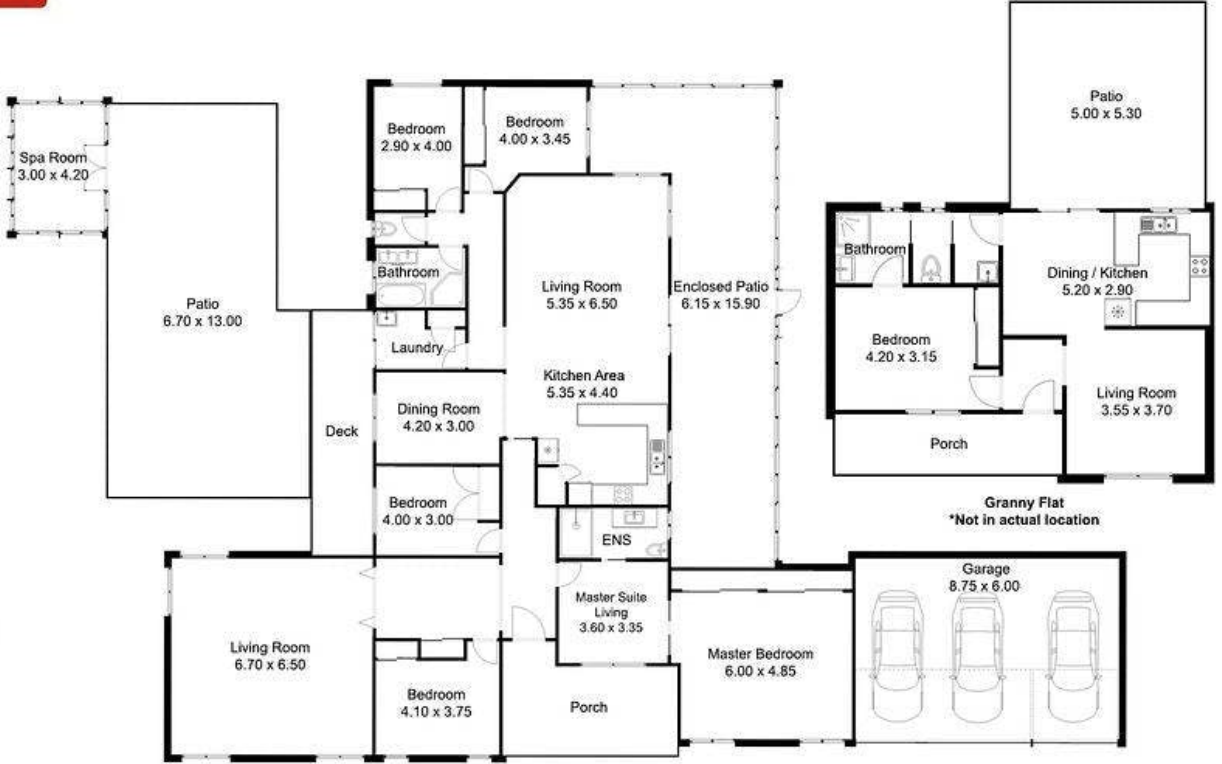 Spa Room
3.00 x 4.20
Patio
6.70 x 13.00
Bedroom
2.90 x 4.00
Bedroom
4.00 x 3.45
Bathroom
Laundry
Living Room
5.35 x 6.50
Enclosed Patio
6.15 x 15.90
Kitchen Area
5.35 x 4.40
Dining Room
4.20 x 3.00
Deck
Bedroom
4.00 x 3.00
ENS
Master Suite
Living
3.60 x 3.35
Living Room
6.70 x 6.50
Bedroom
4.10 x 3.75
Porch
Master Bedroom
6.00 x 4.85
Garage
8.75 x 6.00
Patio
5.00 x 5.30
Bathroom
Dining / Kitchen
5.20 x 2.90
Bedroom
4.20 x 3.15
Living Room
3.55 x 3.70
Porch
Granny Flat
*Not in actual location